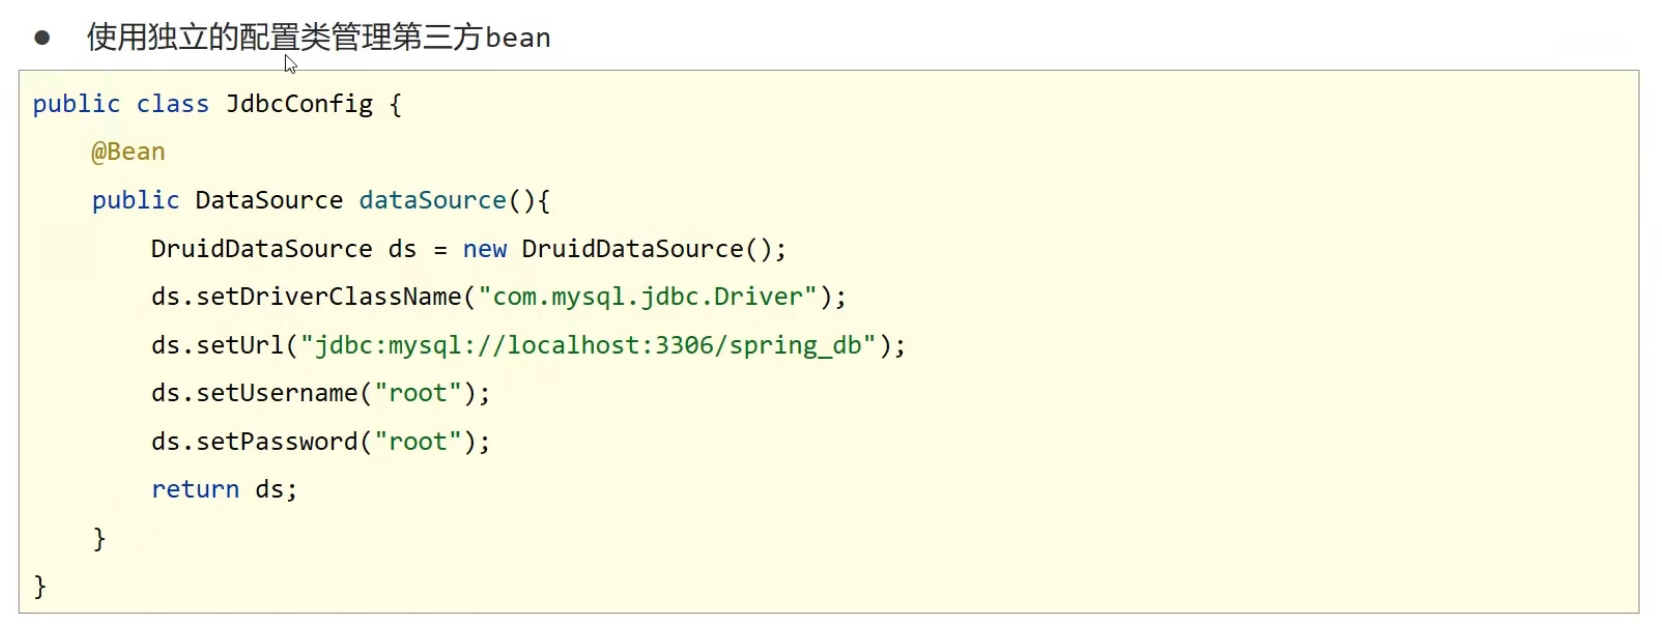 ● 使用独立的配置类管理第三方bean
public class JdbcConfig {
    @Bean
    public DataSource dataSource(){
        DruidDataSource ds = new DruidDataSource();
        ds.setDriverClassName("com.mysql.jdbc.Driver");
        ds.setUrl("jdbc:mysql://localhost:3306/spring_db");
        ds.setUsername("root");
        ds.setPassword("root");
        return ds;
    }
}